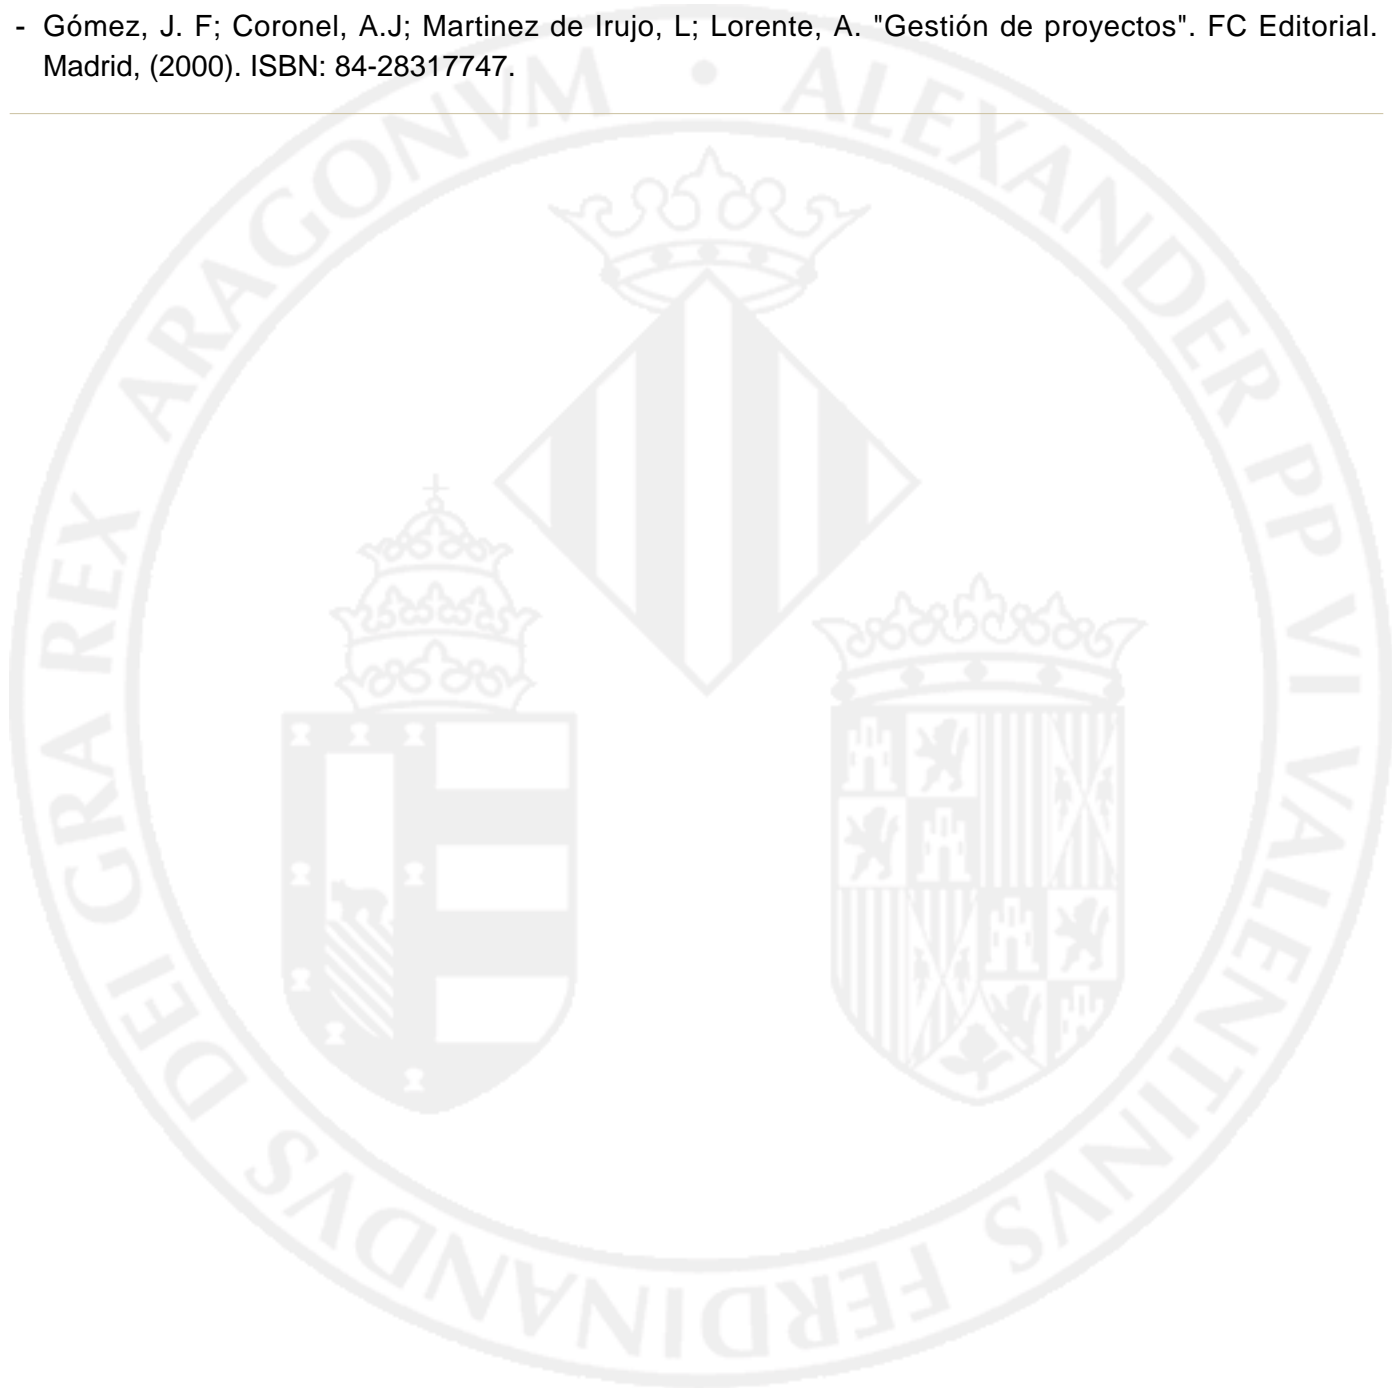 - Gómez, J. F; Coronel, A.J; Martinez de Irujo, L; Lorente, A. "Gestión de proyectos". FC Editorial.
Madrid, (2000). ISBN: 84-28317747.
ALEXANDER PP VI VALENTINVS FERDINANDVS DEI GRA REX ARAGONVM